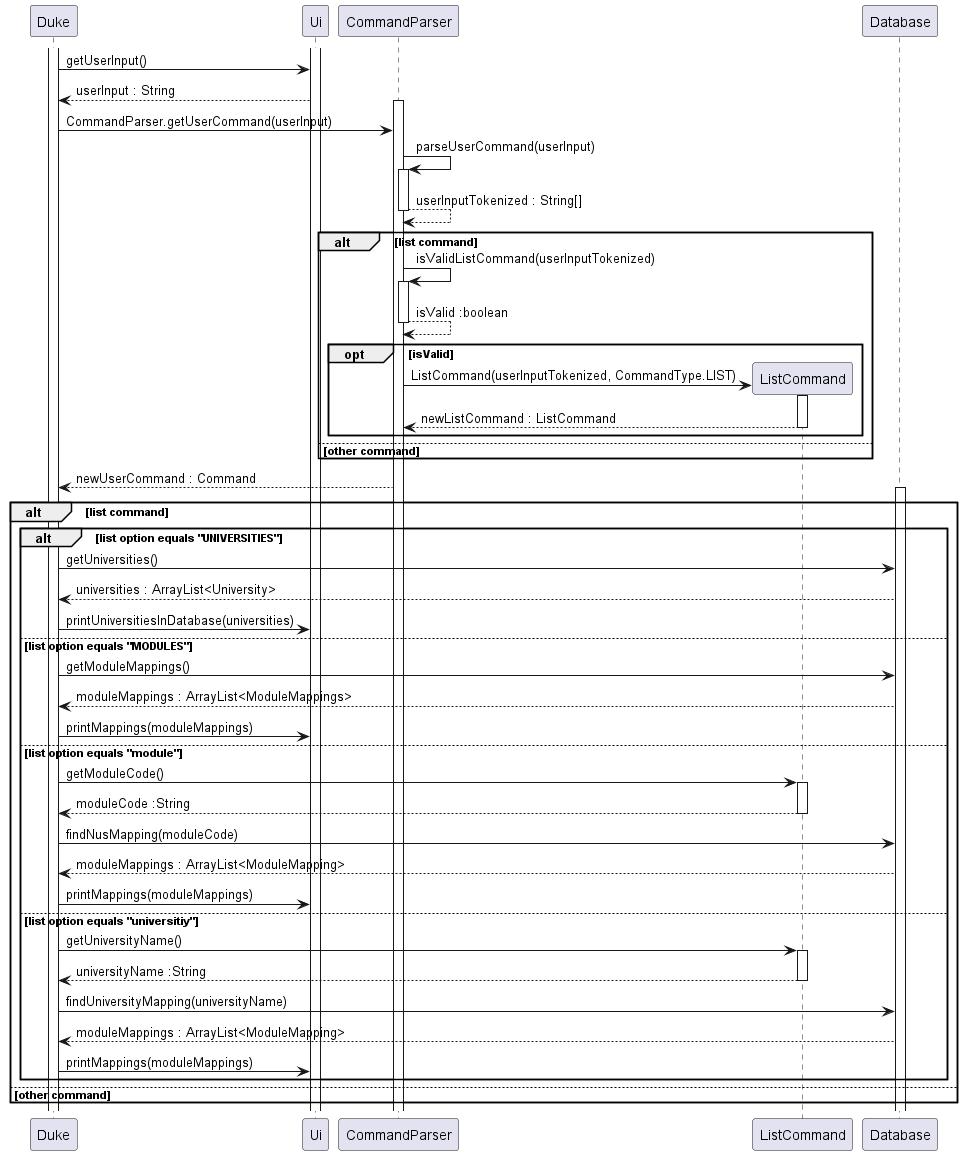 Duke Ui CommandParser Database
getUserInput()
userInput : String
CommandParser.getUserCommand(userInput)
parseUserCommand(userInput)
userInputTokenized : String[]
alt [list command]
isValidListCommand(userInputTokenized)
isValid :boolean
opt [isValid]
ListCommand(userInputTokenized, CommandType.LIST) ListCommand
newListCommand : ListCommand
[other command]
newUserCommand : Command
alt [list command]
alt [list option equals "UNIVERSITIES"]
getUniversities()
universities : ArrayList<University>
printUniversitiesInDatabase(universities)
[list option equals "MODULES"]
getModuleMappings()
moduleMappings : ArrayList<ModuleMappings>
printMappings(moduleMappings)
[list option equals "module"]
getModuleCode()
moduleCode :String
findNusMapping(moduleCode)
moduleMappings : ArrayList<ModuleMapping>
printMappings(moduleMappings)
[list option equals "universitiy"]
getUniversityName()
universityName :String
findUniversityMapping(universityName)
moduleMappings : ArrayList<ModuleMapping>
printMappings(moduleMappings)
[other command]
Duke Ui CommandParser ListCommand Database